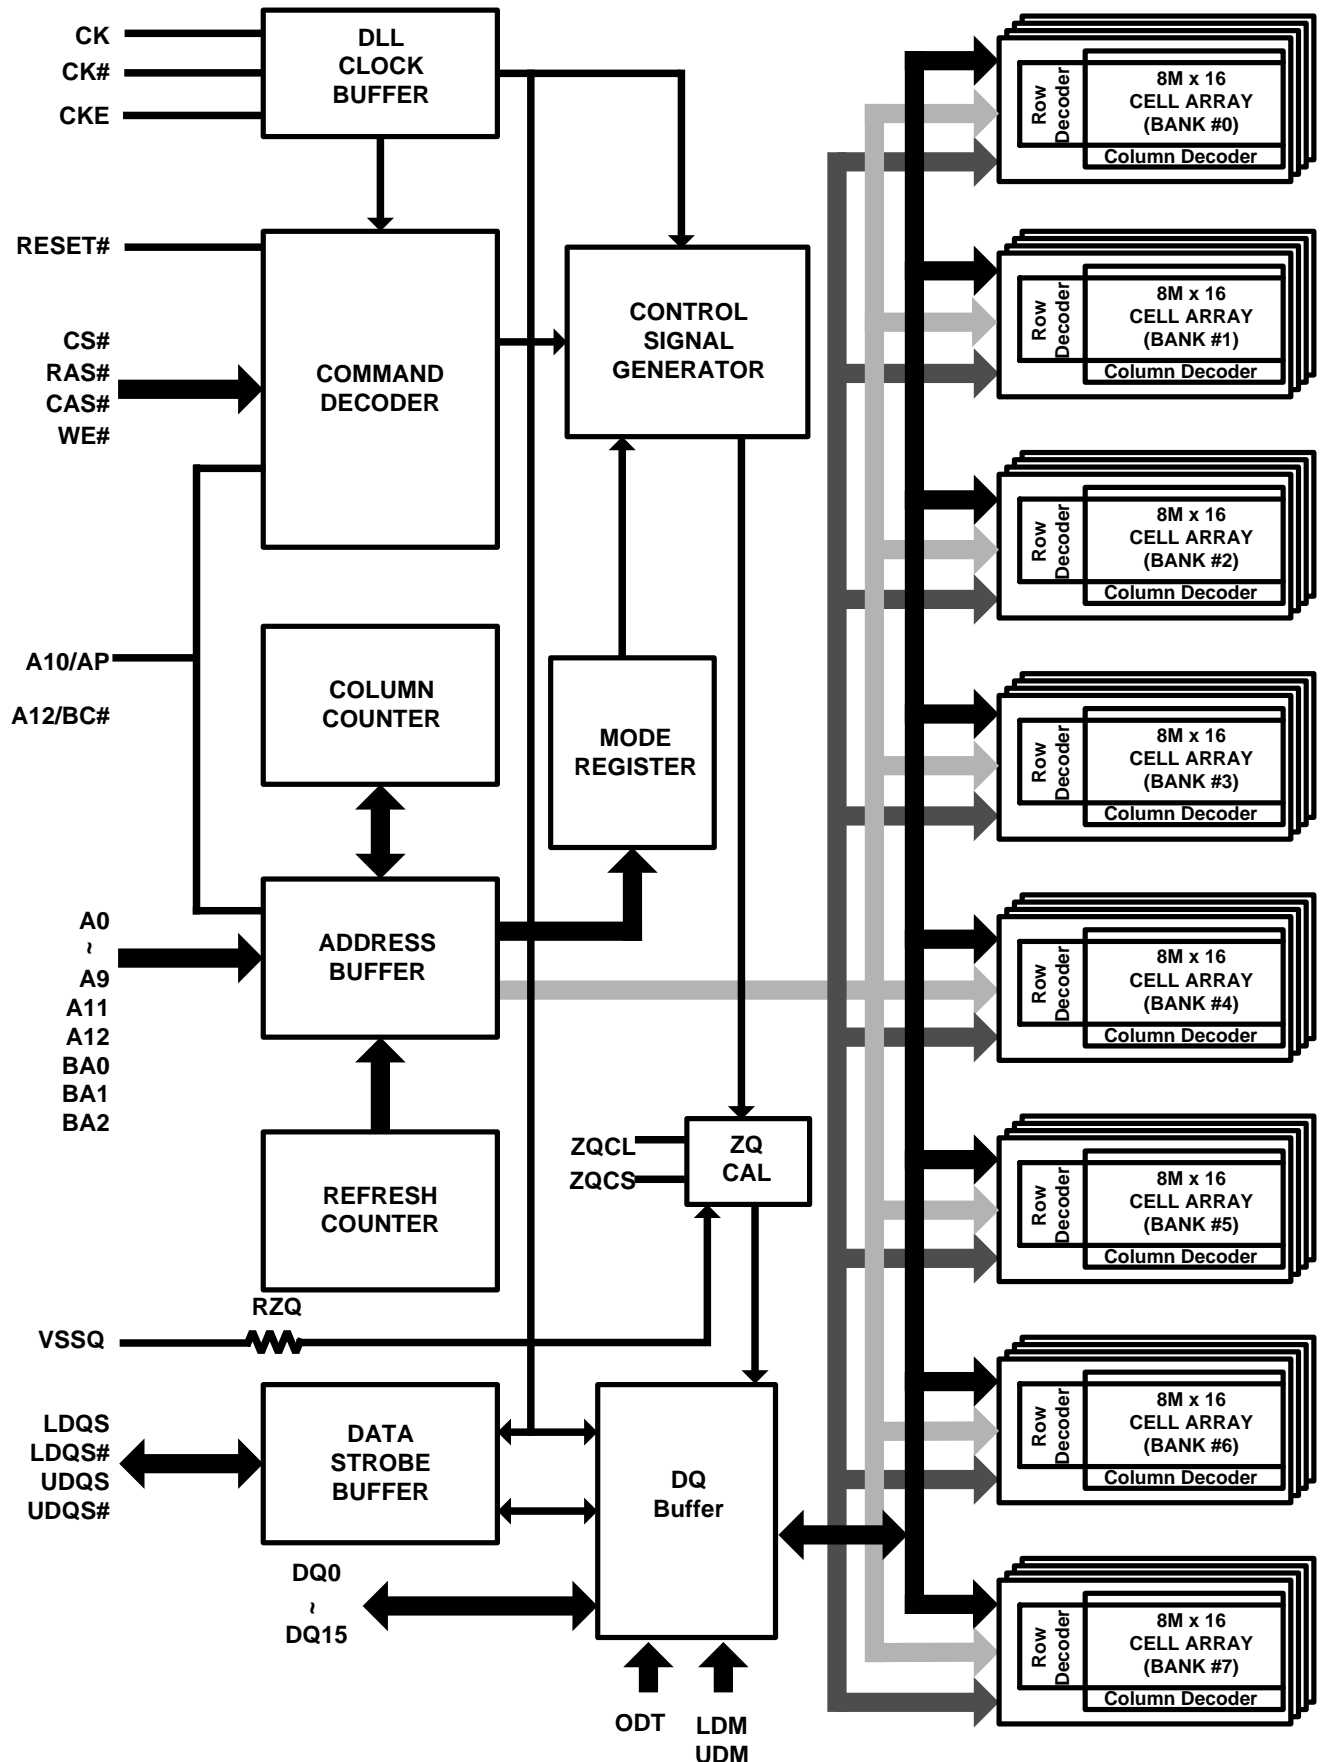 CK
CK#
CKE
DLL
CLOCK
BUFFER
RESET#
CS#
RAS#
CAS#
WE#
COMMAND
DECODER
CONTROL
SIGNAL
GENERATOR
A10/AP
A12/BC#
COLUMN
COUNTER
MODE
REGISTER
A0
~
A9
A11
A12
BA0
BA1
BA2
ADDRESS
BUFFER
REFRESH
COUNTER
ZQCL
ZQCS
ZQ
CAL
RZQ
VSSQ
LDQS
LDQS#
UDQS
UDQS#
DATA
STROBE
BUFFER
DQ
Buffer
DQ0
~
DQ15
ODT
LDM
UDM
Row
Decoder
8M x 16
CELL ARRAY
(BANK #0)
Column Decoder
Row
Decoder
8M x 16
CELL ARRAY
(BANK #1)
Column Decoder
Row
Decoder
8M x 16
CELL ARRAY
(BANK #2)
Column Decoder
Row
Decoder
8M x 16
CELL ARRAY
(BANK #3)
Column Decoder
Row
Decoder
8M x 16
CELL ARRAY
(BANK #4)
Column Decoder
Row
Decoder
8M x 16
CELL ARRAY
(BANK #5)
Column Decoder
Row
Decoder
8M x 16
CELL ARRAY
(BANK #6)
Column Decoder
Row
Decoder
8M x 16
CELL ARRAY
(BANK #7)
Column Decoder